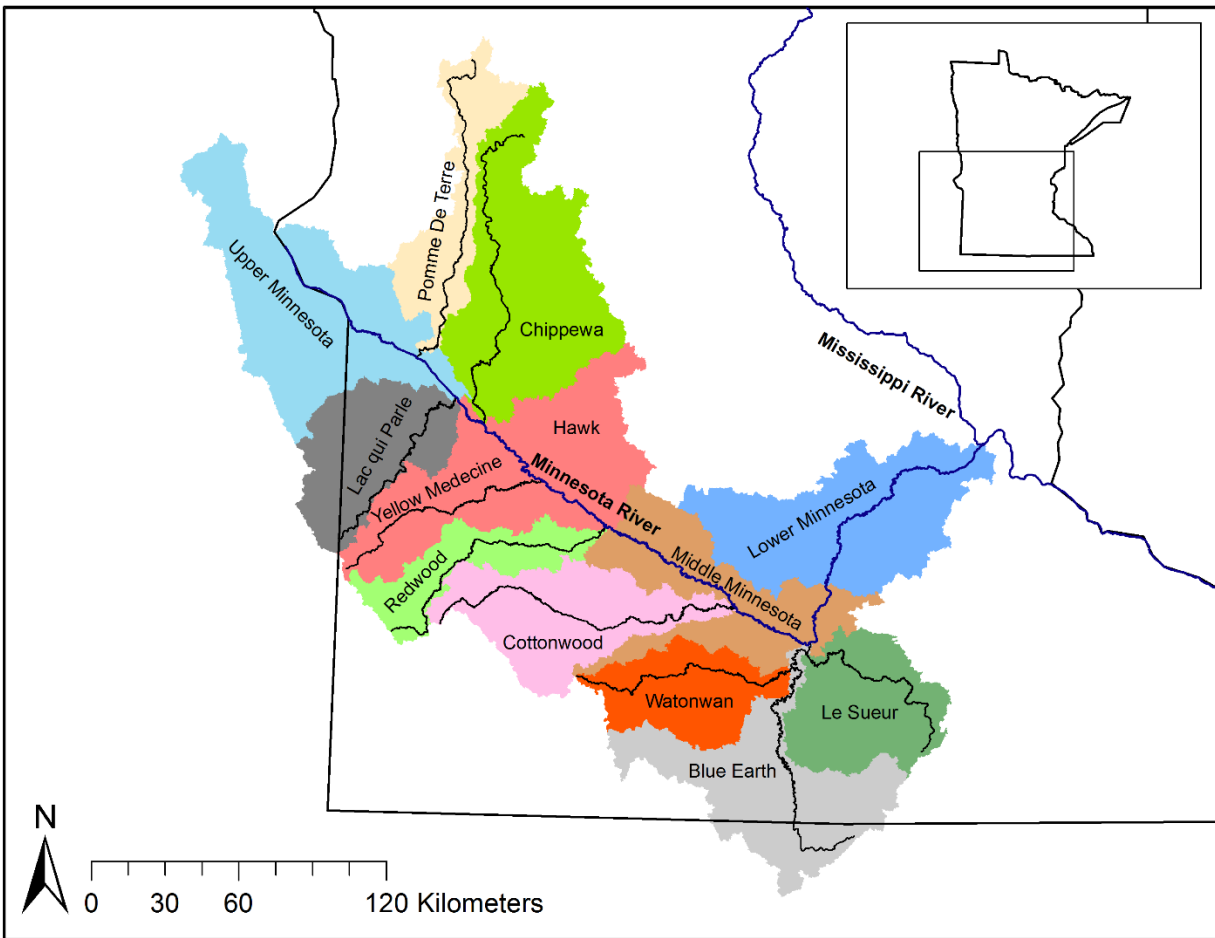 Pomme De Terre
Upper Minnesota
Chippewa
Mississippi River
Lac qui Parle
Hawk
Yellow Medecine
Minnesota River
Lower Minnesota
Redwood
Middle Minnesota
Cottonwood
Watonwan
Le Sueur
Blue Earth
N
0 30 60 120 Kilometers